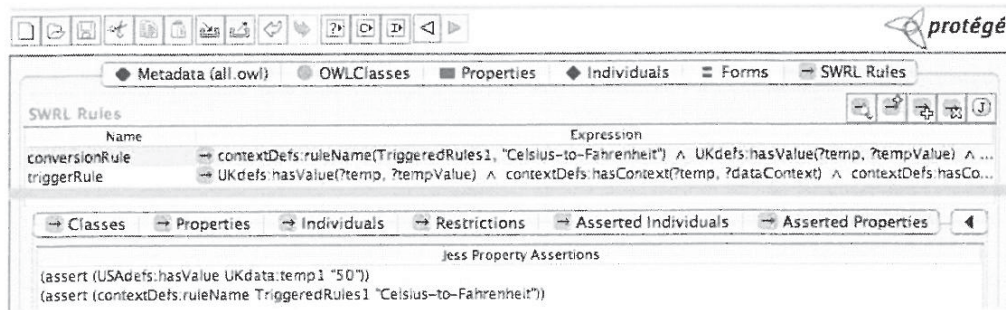 protégé
Metadata (all.owl) OWLClasses Properties Individuals Forms SWRL Rules
SWRL Rules
Name Expression
conversionRule → contextDefs:ruleName(TriggeredRules1, "Celsius-to-Fahrenheit") ∧ UKdefs:hasValue(?temp, ?tempValue) ∧ ...
triggerRule → UKdefs:hasValue(?temp, ?tempValue) ∧ contextDefs:hasContext(?temp, ?dataContext) ∧ contextDefs:hasCo...
→ Classes → Properties → Individuals → Restrictions → Asserted Individuals → Asserted Properties
Jess Property Assertions
(assert (USAdefs:hasValue UKdata:temp1 "50"))
(assert (contextDefs:ruleName TriggeredRules1 "Celsius-to-Fahrenheit"))